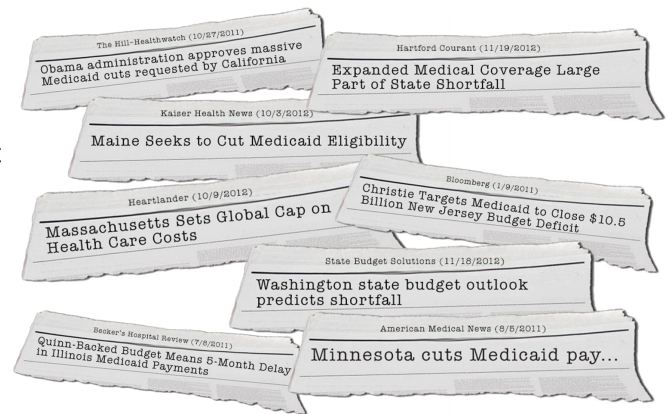 The Hill-Healthwatch (10/27/2011)
Obama administration approves massive
Medicaid cuts requested by California
Hartford Courant (11/19/2012)
Expanded Medical Coverage Large
Part of State Shortfall
Kaiser Health News (10/3/2012)
Maine Seeks to Cut Medicaid Eligibility
Heartlander (10/9/2012)
Massachusetts Sets Global Cap on
Health Care Costs
Bloomberg (1/9/2011)
Christie Targets Medicaid to Close $10.5
Billion New Jersey Budget Deficit
State Budget Solutions (11/18/2012)
Washington state budget outlook
predicts shortfall
Becker's Hospital Review (7/8/2011)
Quinn-Backed Budget Means 5-Month Delay
in Illinois Medicaid Payments
American Medical News (8/5/2011)
Minnesota cuts Medicaid pay...